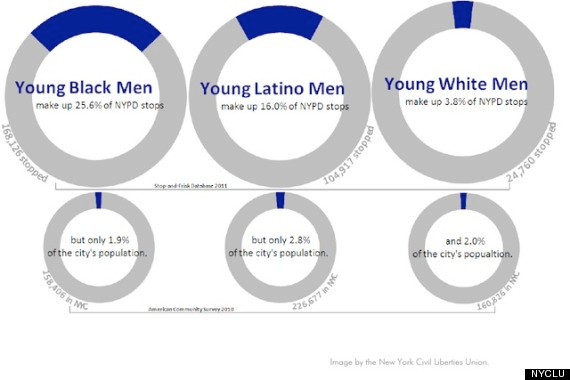 Young Black Men
make up 25.6% of NYPD stops
168,126 stopped
Young Latino Men
make up 16.0% of NYPD stops
104,917 stopped
Young White Men
make up 3.8% of NYPD stops
24,760 stopped
Stop-and-Frisk Database 2011
but only 1.9%
of the city's population.
158,406 in NYC
but only 2.8%
of the city's population.
226,677 in NYC
and 2.0%
of the city's popualtion.
160,826 in NYC
American Community Survey 2010
Image by the New York Civil Liberties Union.
NYCLU